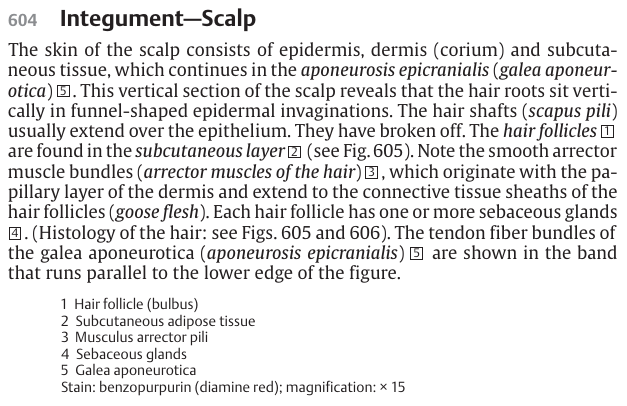 604 Integument—Scalp
The skin of the scalp consists of epidermis, dermis (corium) and subcuta-
neous tissue, which continues in the aponeurosis epicranialis (galea aponeur-
otica) 5. This vertical section of the scalp reveals that the hair roots sit verti-
cally in funnel-shaped epidermal invaginations. The hair shafts (scapus pili)
usually extend over the epithelium. They have broken off. The hair follicles 1
are found in the subcutaneous layer 2 (see Fig. 605). Note the smooth arrector
muscle bundles (arrector muscles of the hair) 3, which originate with the pa-
pillary layer of the dermis and extend to the connective tissue sheaths of the
hair follicles (goose flesh). Each hair follicle has one or more sebaceous glands
4. (Histology of the hair: see Figs. 605 and 606). The tendon fiber bundles of
the galea aponeurotica (aponeurosis epicranialis) 5 are shown in the band
that runs parallel to the lower edge of the figure.
1 Hair follicle (bulbus)
2 Subcutaneous adipose tissue
3 Musculus arrector pili
4 Sebaceous glands
5 Galea aponeurotica
Stain: benzopurpurin (diamine red); magnification: × 15